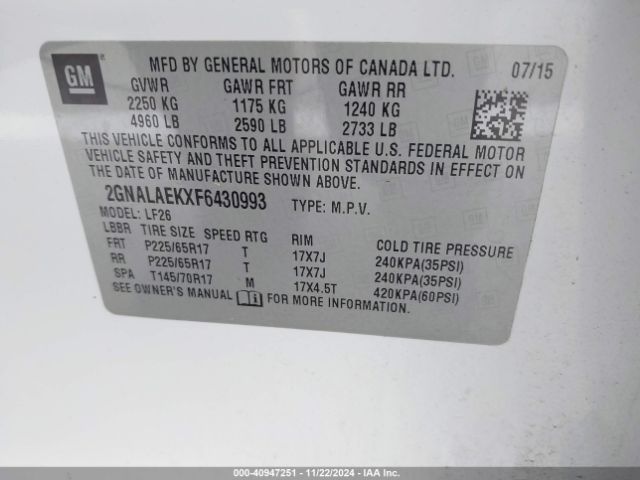 GM
MFD BY GENERAL MOTORS OF CANADA LTD. 07/15
GVWR GAWR FRT GAWR RR
2250 KG 1175 KG 1240 KG
4960 LB 2590 LB 2733 LB
THIS VEHICLE CONFORMS TO ALL APPLICABLE U.S. FEDERAL MOTOR
VEHICLE SAFETY AND THEFT PREVENTION STANDARDS IN EFFECT ON
THE DATE OF MANUFACTURE SHOWN ABOVE.
2GNALAEKXF6430993 TYPE: M.P.V.
MODEL: LF26
LBBR TIRE SIZE SPEED RTG RIM COLD TIRE PRESSURE
FRT P225/65R17 T 17X7J 240KPA(35PSI)
RR P225/65R17 T 17X7J 240KPA(35PSI)
SPA T145/70R17 M 17X4.5T 420KPA(60PSI)
SEE OWNER'S MANUAL FOR MORE INFORMATION.
000-40947251 - 11/22/2024 - IAA Inc.